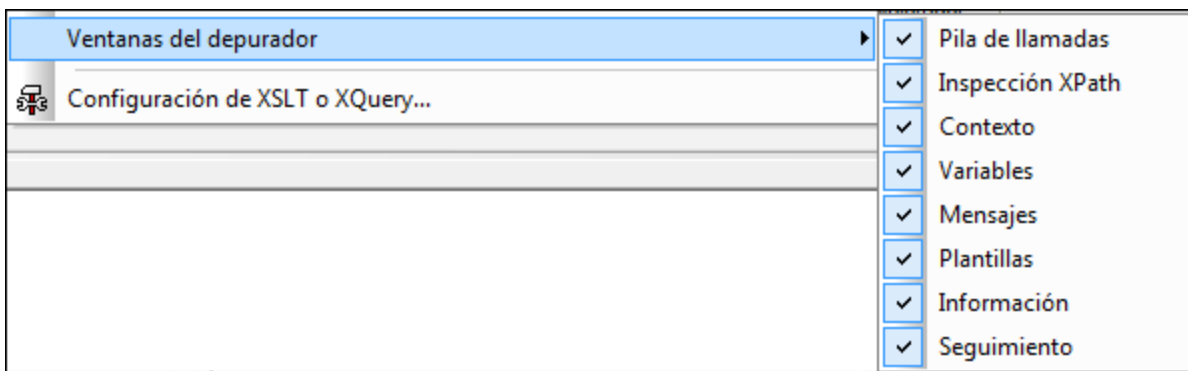 Ventanas del depurador
Configuración de XSLT o XQuery...
Pila de llamadas
Inspección XPath
Contexto
Variables
Mensajes
Plantillas
Información
Seguimiento